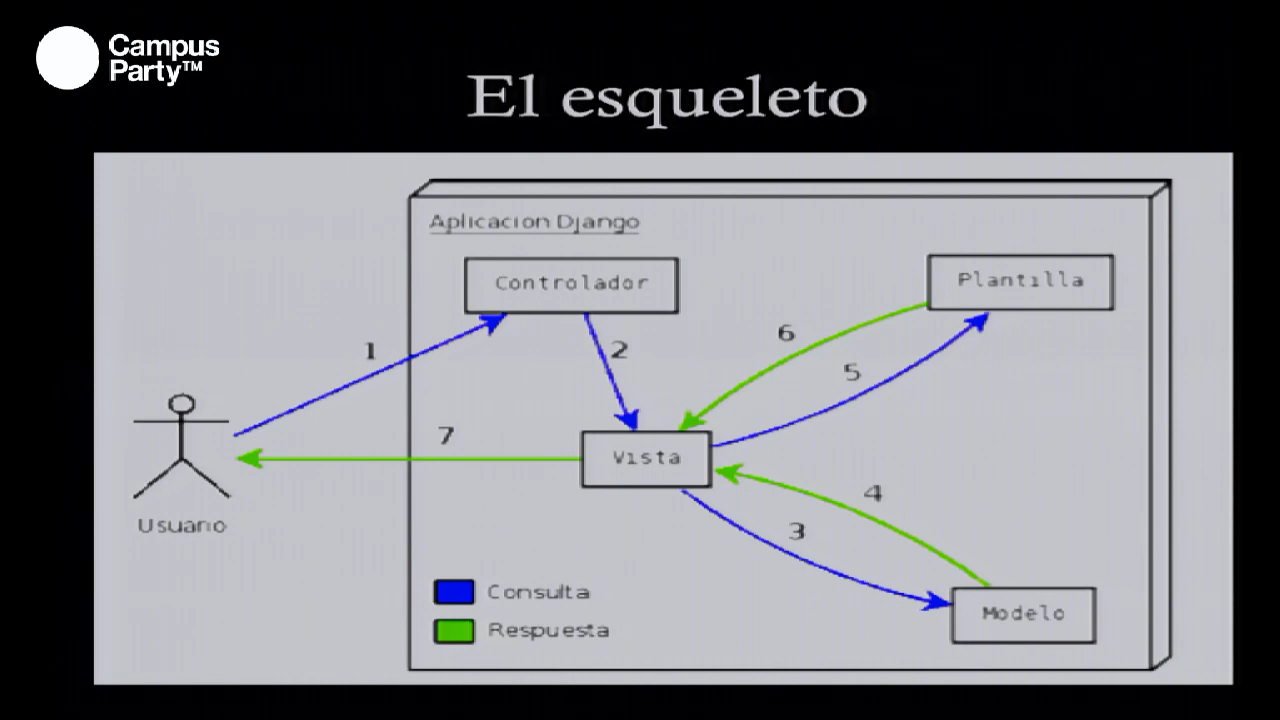 Campus
Party™
El esqueleto
Aplicacion Django
Controlador
Plantilla
1
2
6
5
7
Vista
4
3
Usuario
Consulta
Respuesta
Modelo